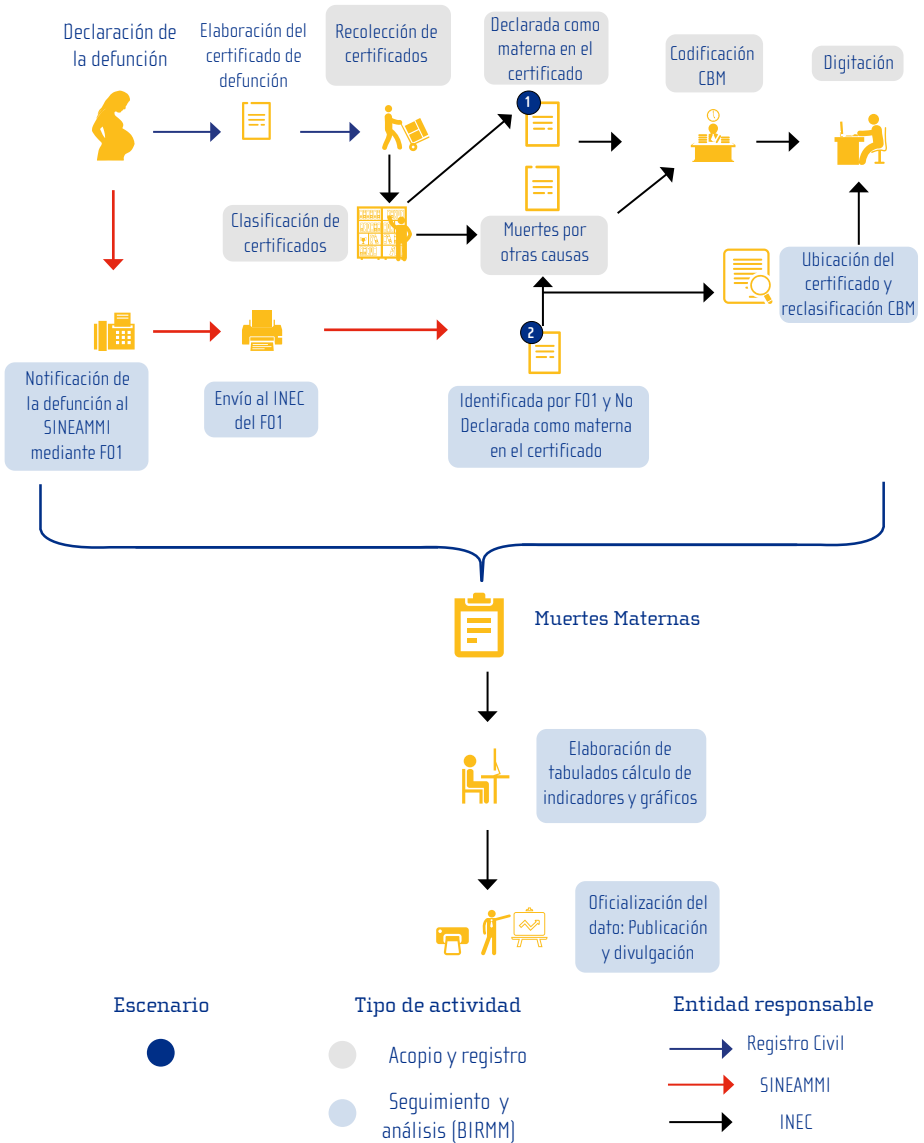 Declaración de
la defunción
Elaboración del
certificado de
defunción
Recolección de
certificados
Declarada como
materna en el
certificado
Codificación
CBM
Digitación
1
Clasificación de
certificados
Muertes por
otras causas
Ubicación del
certificado y
reclasificación CBM
2
Notificación de
la defunción al
SINEAMMI
mediante F01
Envío al INEC
del F01
Identificada por F01 y No
Declarada como materna
en el certificado
Muertes Maternas
Elaboración de
tabulados cálculo de
indicadores y gráficos
Oficialización del
dato: Publicación
y divulgación
Escenario
Tipo de actividad
Acopio y registro
Seguimiento y
análisis (BIRMM)
Entidad responsable
Registro Civil
SINEAMMI
INEC